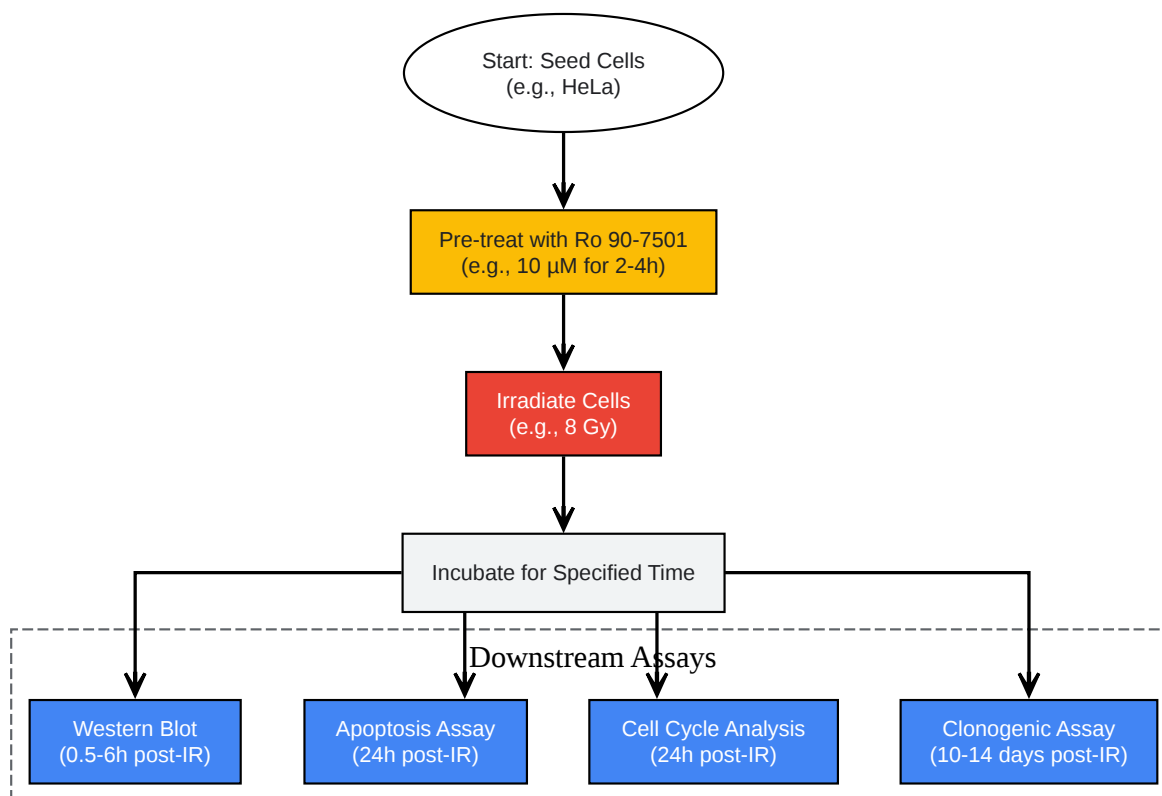 Start: Seed Cells
(e.g., HeLa)
Pre-treat with Ro 90-7501
(e.g., 10 µM for 2-4h)
Irradiate Cells
(e.g., 8 Gy)
Incubate for Specified Time
Downstream Assays
Western Blot
(0.5-6h post-IR)
Apoptosis Assay
(24h post-IR)
Cell Cycle Analysis
(24h post-IR)
Clonogenic Assay
(10-14 days post-IR)